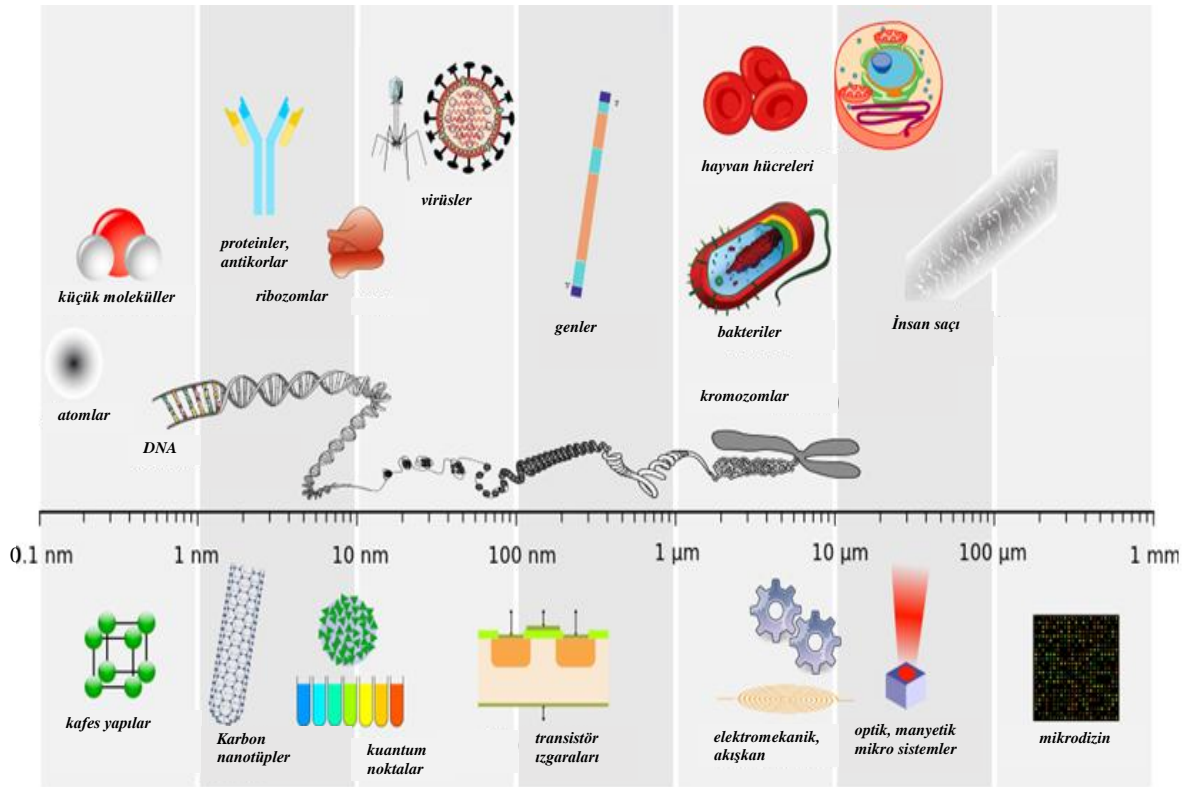 virüsler
hayvan hücreleri
proteinler,
antikorlar
küçük moleküller
ribozomlar
genler
bakteriler
İnsan saçı
atomlar
kromozomlar
DNA
0.1 nm
1 nm
10 nm
100 nm
1 µm
10 µm
100 µm
1 mm
kafes yapılar
Karbon
nanotüpler
kuantum
noktalar
transistör
ızgaraları
elektromekanik,
akışkan
optik, manyetik
mikro sistemler
mikrodizin